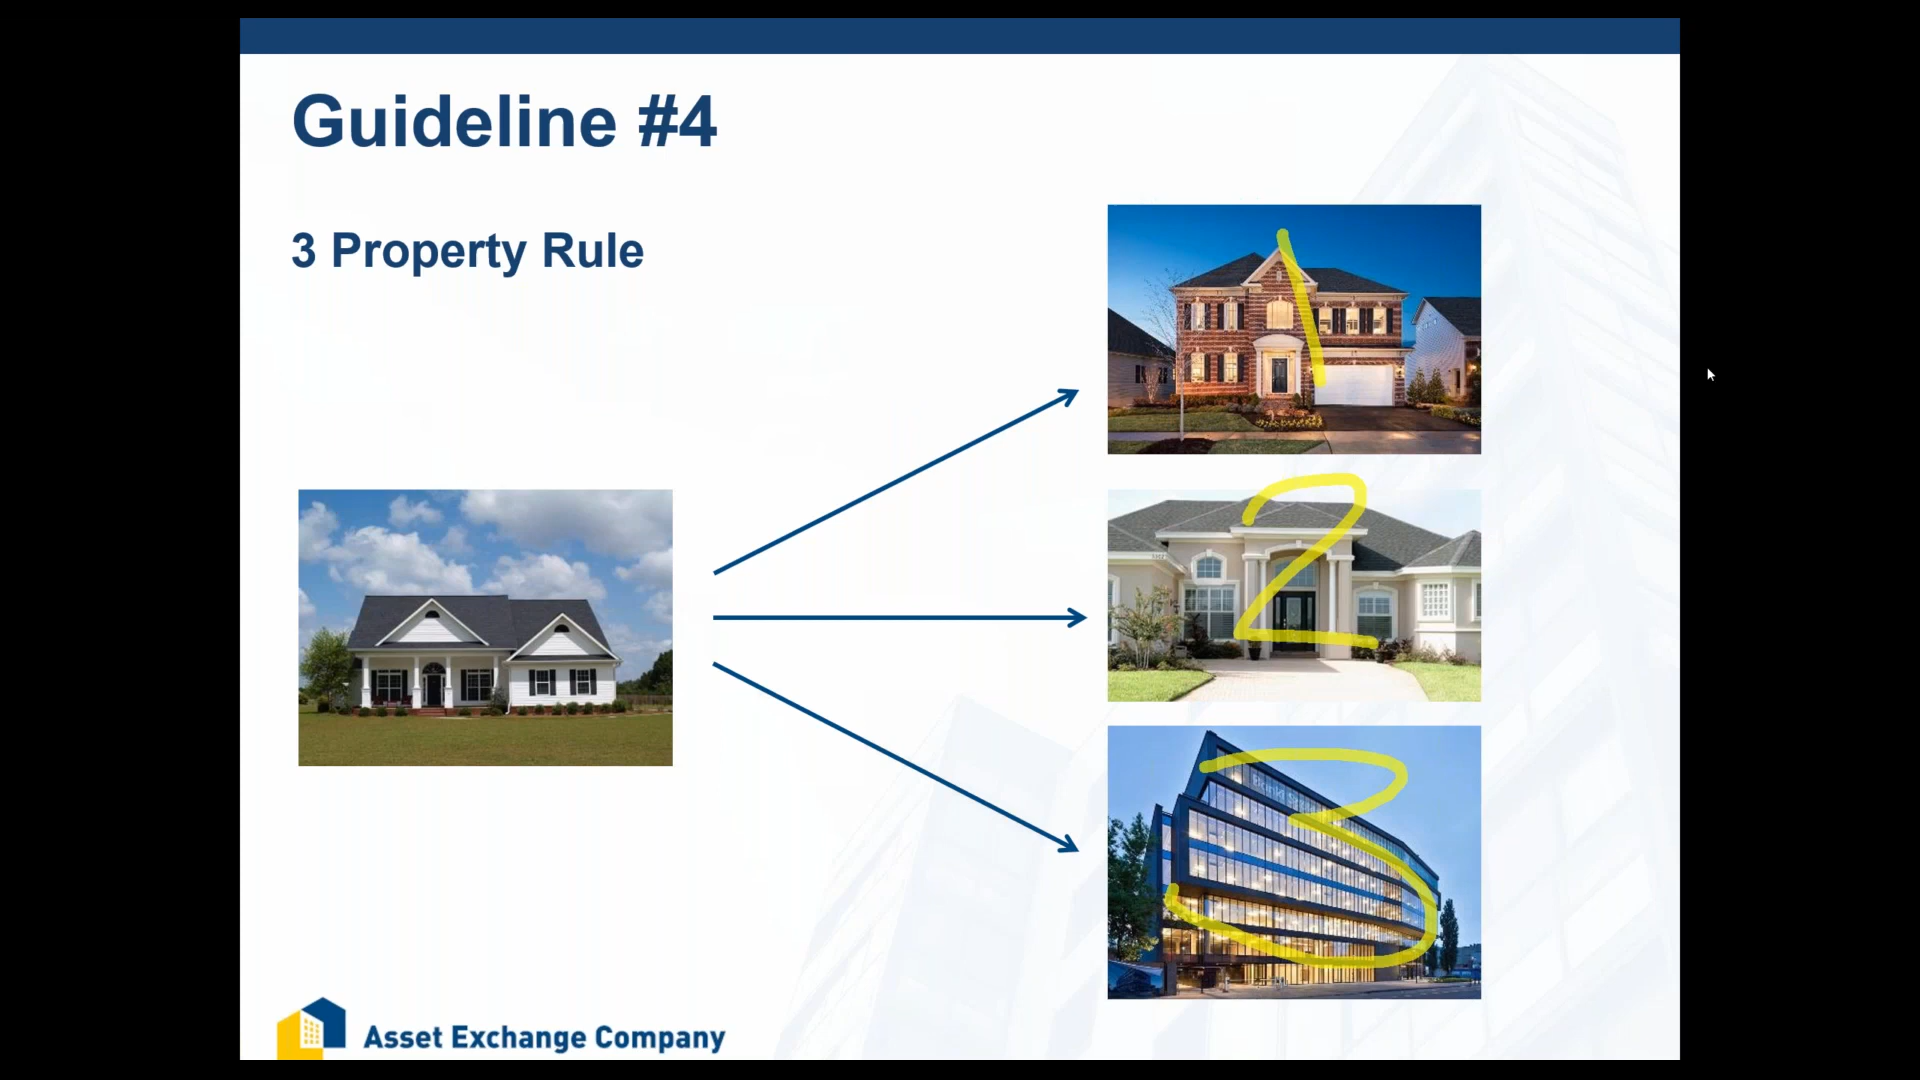 Guideline #4
3 Property Rule
1
2
3
Asset Exchange Company